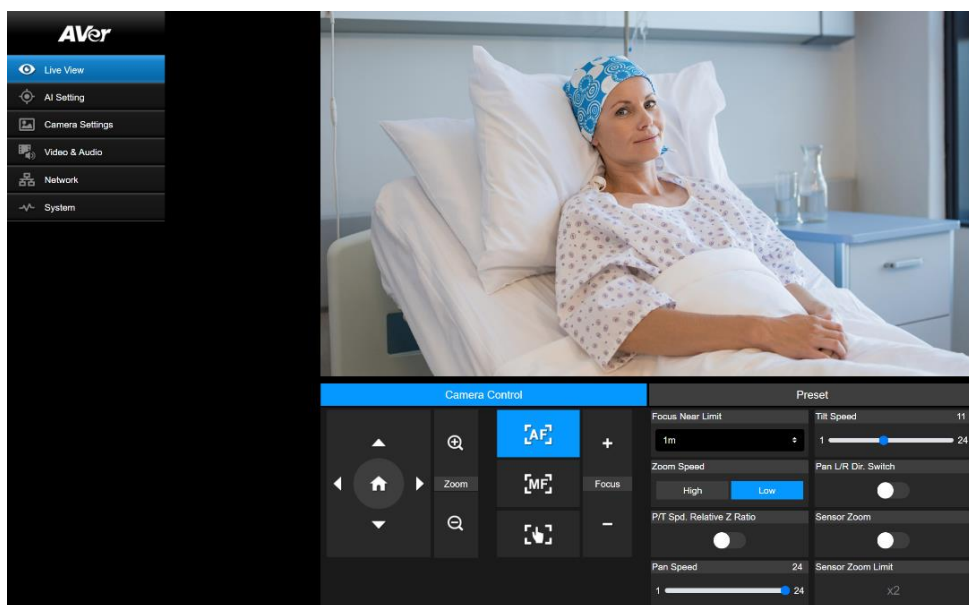 AVer
Live View
AI Setting
Camera Settings
Video & Audio
Network
System
Camera Control
Preset
Zoom
AF
MF
+
Focus
-
Focus Near Limit
1m
Tilt Speed 11
1 24
Zoom Speed
High Low
Pan L/R Dir. Switch
P/T Spd. Relative Z Ratio
Sensor Zoom
Pan Speed 24
1 24
Sensor Zoom Limit
x2